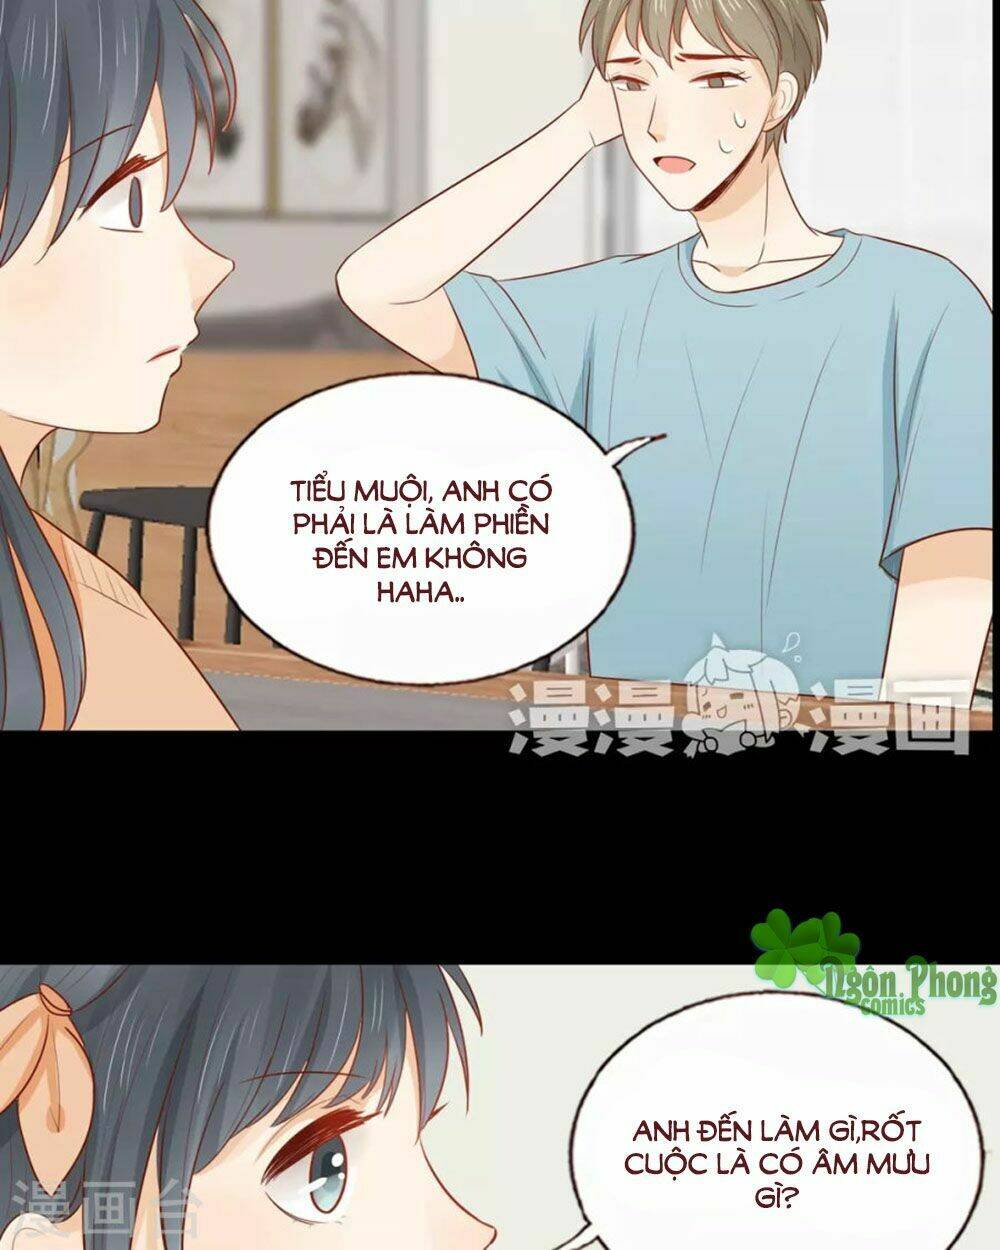 TIỂU MUỘI, ANH CÓ
PHẢI LÀ LÀM PHIỀN
ĐẾN EM KHÔNG
HAHA..
漫漫漫画
Ngôn Phong
comics
ANH ĐẾN LÀM GÌ,RỐT
CUỘC LÀ CÓ ÂM MƯU
GÌ?
漫画台